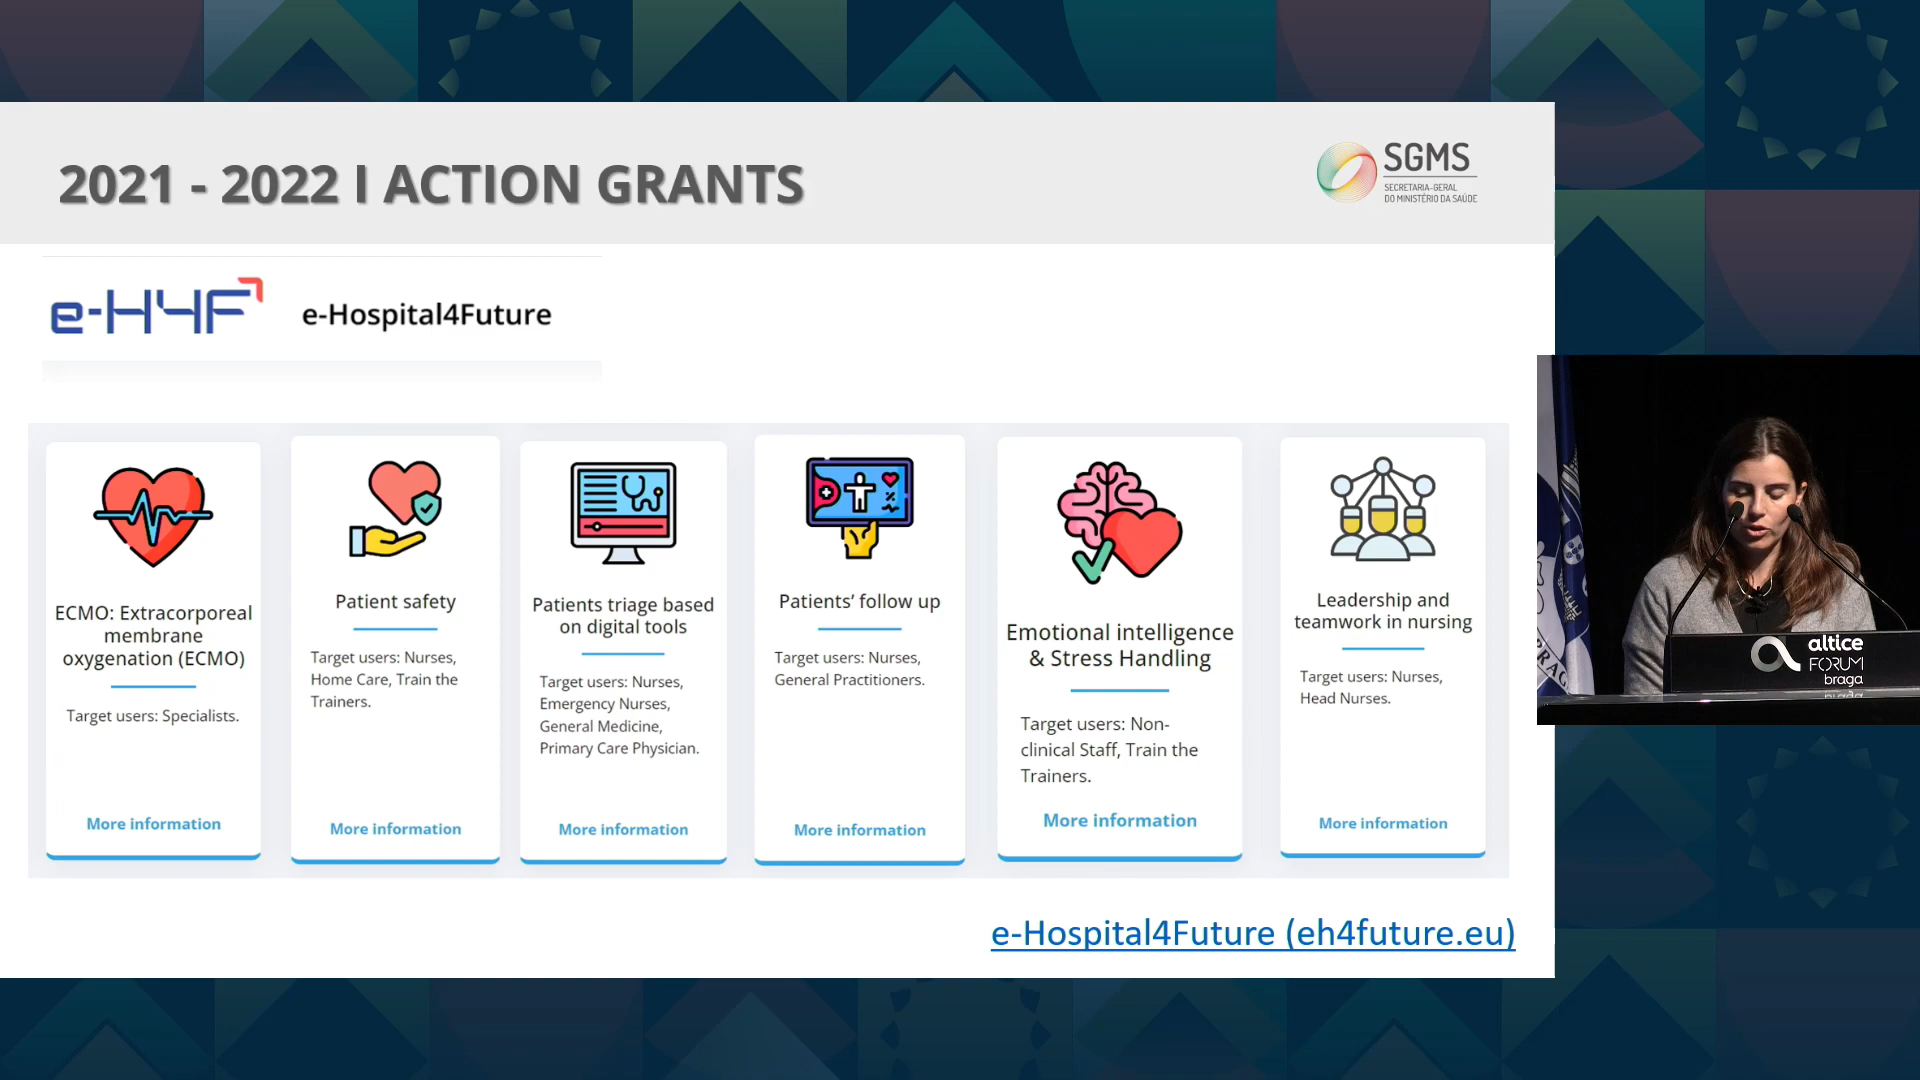 2021 - 2022 I ACTION GRANTS
SGMS
SECRETARIA-GERAL
DO MINISTÉRIO DA SAÚDE
e-H4F
e-Hospital4Future
ECMO: Extracorporeal
membrane
oxygenation (ECMO)
Target users: Specialists.
More information
Patient safety
Target users: Nurses,
Home Care, Train the
Trainers.
More information
Patients triage based
on digital tools
Target users: Nurses,
Emergency Nurses,
General Medicine,
Primary Care Physician.
More information
Patients’ follow up
Target users: Nurses,
General Practitioners.
More information
Emotional intelligence
& Stress Handling
Target users: Non-
clinical Staff, Train the
Trainers.
More information
Leadership and
teamwork in nursing
Target users: Nurses,
Head Nurses.
More information
e-Hospital4Future (eh4future.eu)
altice
FORUM
braga